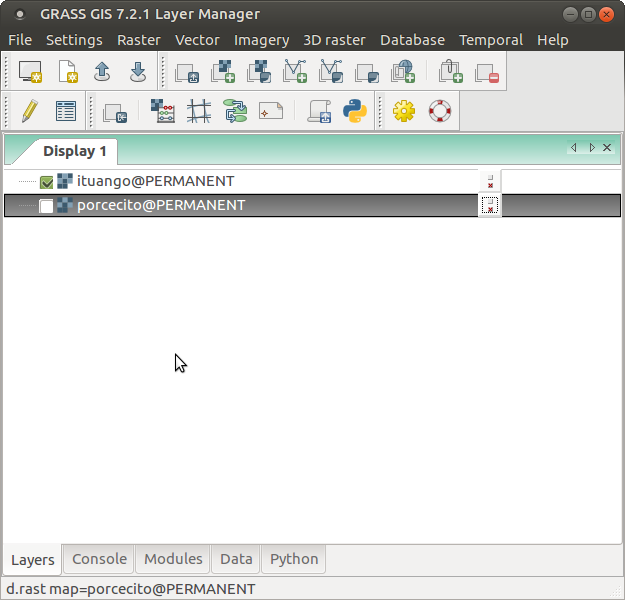 GRASS GIS 7.2.1 Layer Manager
File Settings Raster Vector Imagery 3D raster Database Temporal Help
Display 1
ituango@PERMANENT
porcecito@PERMANENT
Layers Console Modules Data Python
d.rast map=porcecito@PERMANENT